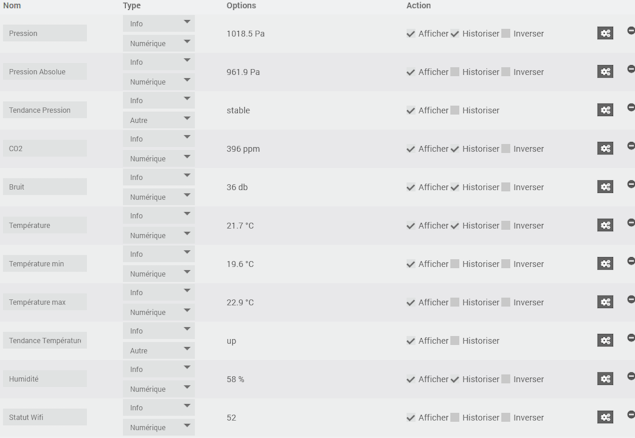 Nom Type Options Action
Info
Pression 1018.5 Pa Afficher Historiser Inverser
Numérique
Info
Pression Absolue 961.9 Pa Afficher Historiser Inverser
Numérique
Info
Tendance Pression stable Afficher Historiser
Autre
Info
CO2 396 ppm Afficher Historiser Inverser
Numérique
Info
Bruit 36 db Afficher Historiser Inverser
Numérique
Info
Température 21.7 °C Afficher Historiser Inverser
Numérique
Info
Température min 19.6 °C Afficher Historiser Inverser
Numérique
Info
Température max 22.9 °C Afficher Historiser Inverser
Numérique
Info
Tendance Températun up Afficher Historiser
Autre
Info
Humidité 58 % Afficher Historiser Inverser
Numérique
Info
Statut Wifi 52 Afficher Historiser Inverser
Numérique